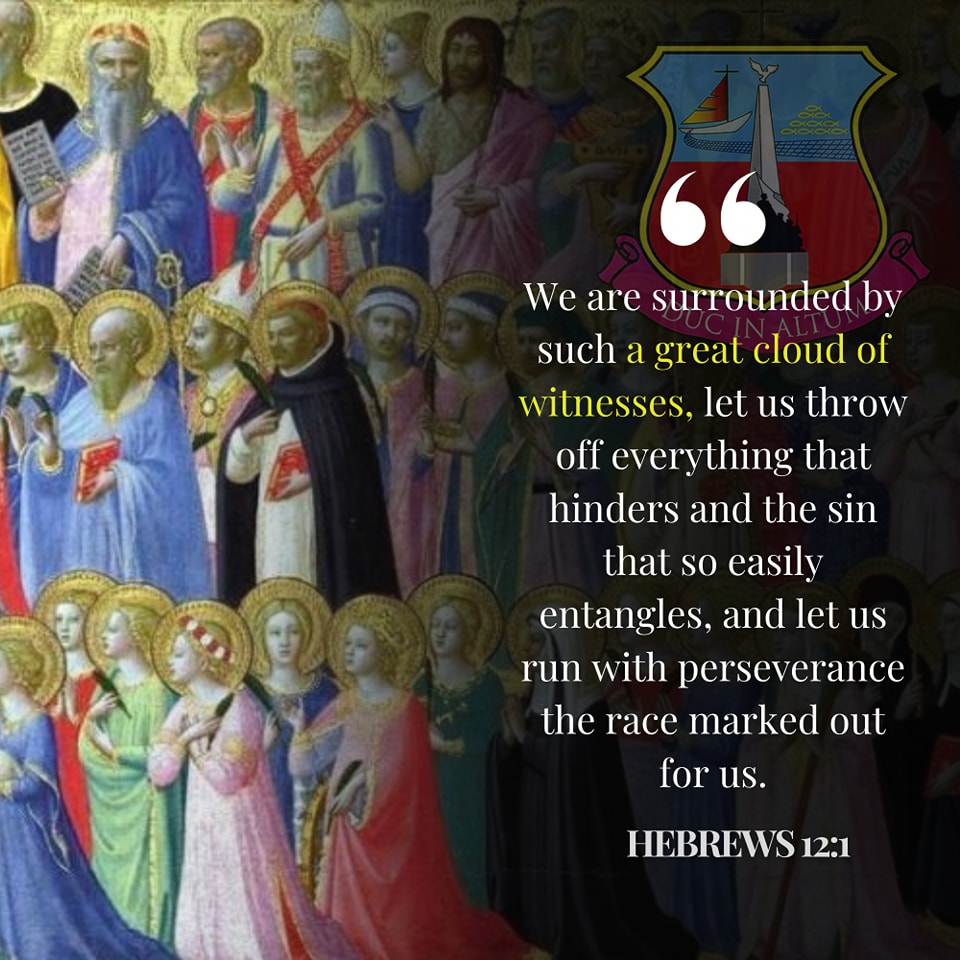 We are surrounded by
such a great cloud of
witnesses, let us throw
off everything that
hinders and the sin
that so easily
entangles, and let us
run with perseverance
the race marked out
for us.
HEBREWS 12:1
DUC IN ALTUM